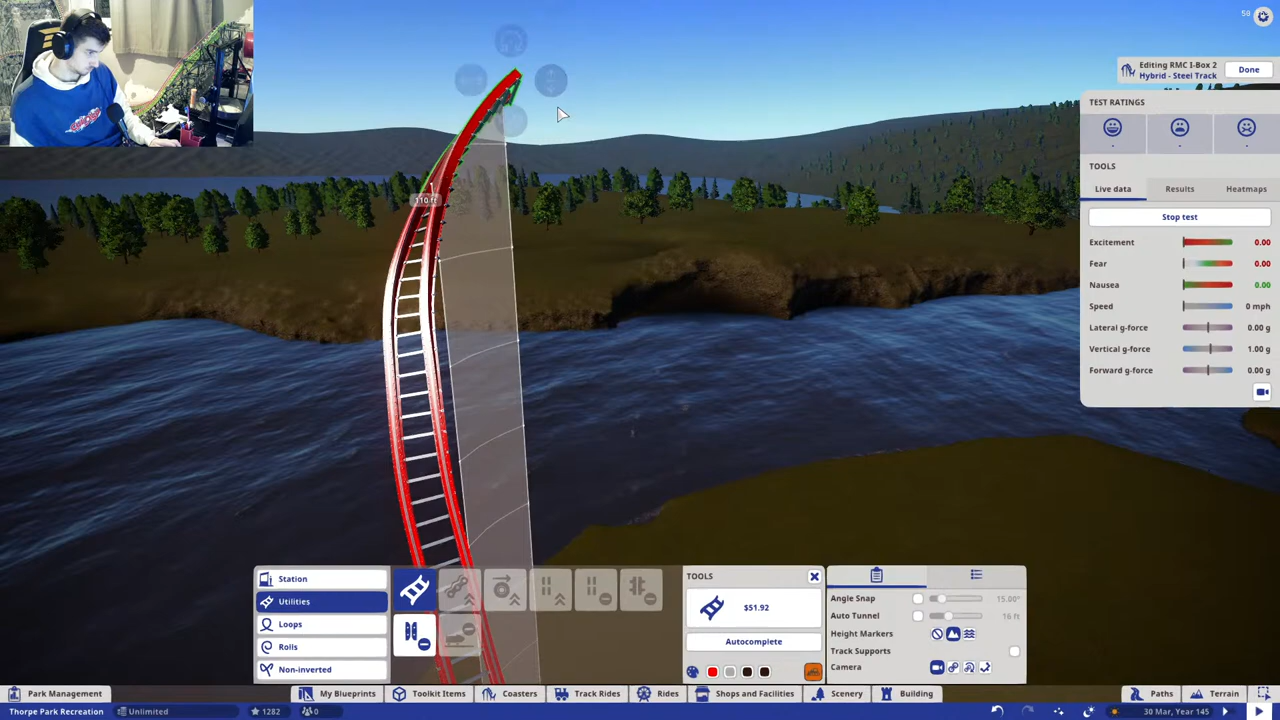 58
Editing RMC I-Box 2
Hybrid - Steel Track
Done
TEST RATINGS
- - -
TOOLS
Live data Results Heatmaps
Stop test
Excitement 0.00
Fear 0.00
Nausea 0.00
Speed 0 mph
Lateral g-force 0.00 g
Vertical g-force 1.00 g
Forward g-force 0.00 g
110 ft
Station
Utilities
Loops
Rolls
Non-inverted
TOOLS
$51.92
Autocomplete
Angle Snap 15.00°
Auto Tunnel 16 ft
Height Markers
Track Supports
Camera
Park Management My Blueprints Toolkit Items Coasters Track Rides Rides Shops and Facilities Scenery Building Paths Terrain
Thorpe Park Recreation Unlimited 1282 0 30 Mar, Year 145